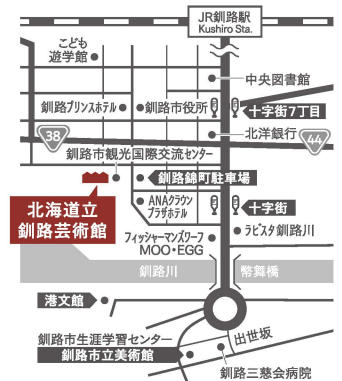 JR釧路駅
Kushiro Sta.
こども
遊学館
中央図書館
釧路プリンスホテル
釧路市役所
十字街7丁目
38
北洋銀行
44
釧路市観光国際交流センター
釧路錦町駐車場
北海道立
釧路芸術館
ANAクラウン
プラザホテル
十字街
フィッシャーマンズワーフ
MOO・EGG
ラビスタ釧路川
釧路川
幣舞橋
港文館
出世坂
釧路市生涯学習センター
釧路市立美術館
釧路三慈会病院